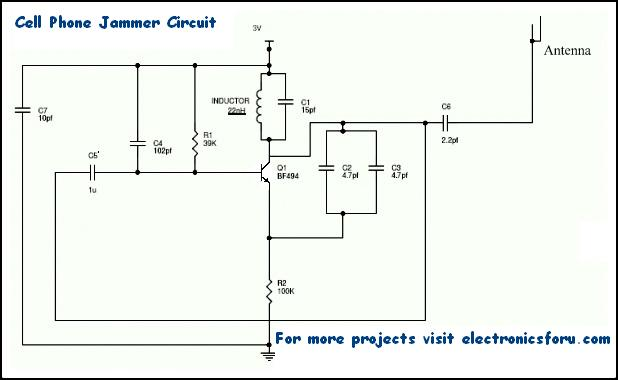 Cell Phone Jammer Circuit
3V
Antenna
C7
10pf
C4
102pf
C5'
1u
R1
39K
INDUCTOR
22nH
C1
15pf
Q1
BF494
C2
4.7pf
C3
4.7pf
C6
2.2pf
R2
100K
For more projects visit electronicsforu.com